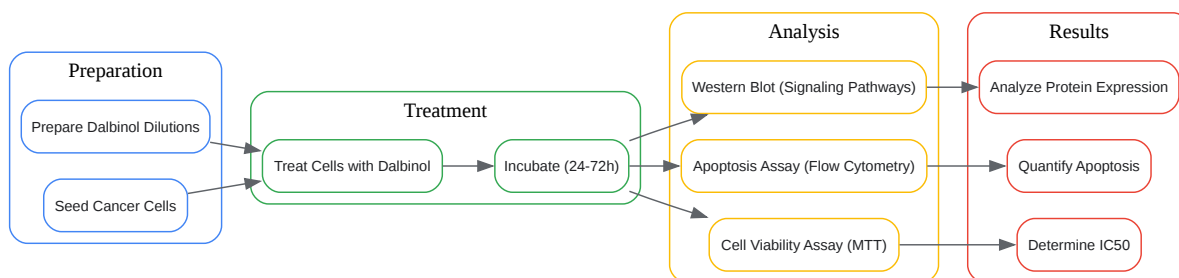 Preparation
Prepare Dalbinol Dilutions
Seed Cancer Cells
Treatment
Treat Cells with Dalbinol
Incubate (24-72h)
Analysis
Western Blot (Signaling Pathways)
Apoptosis Assay (Flow Cytometry)
Cell Viability Assay (MTT)
Results
Analyze Protein Expression
Quantify Apoptosis
Determine IC50